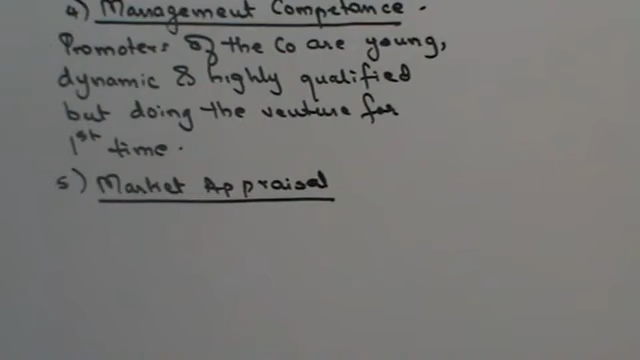 4) Management Competance.
Promoters of the Co are young,
dynamic & highly qualified
but doing the venture for
1st time.
5) Market Appraisal